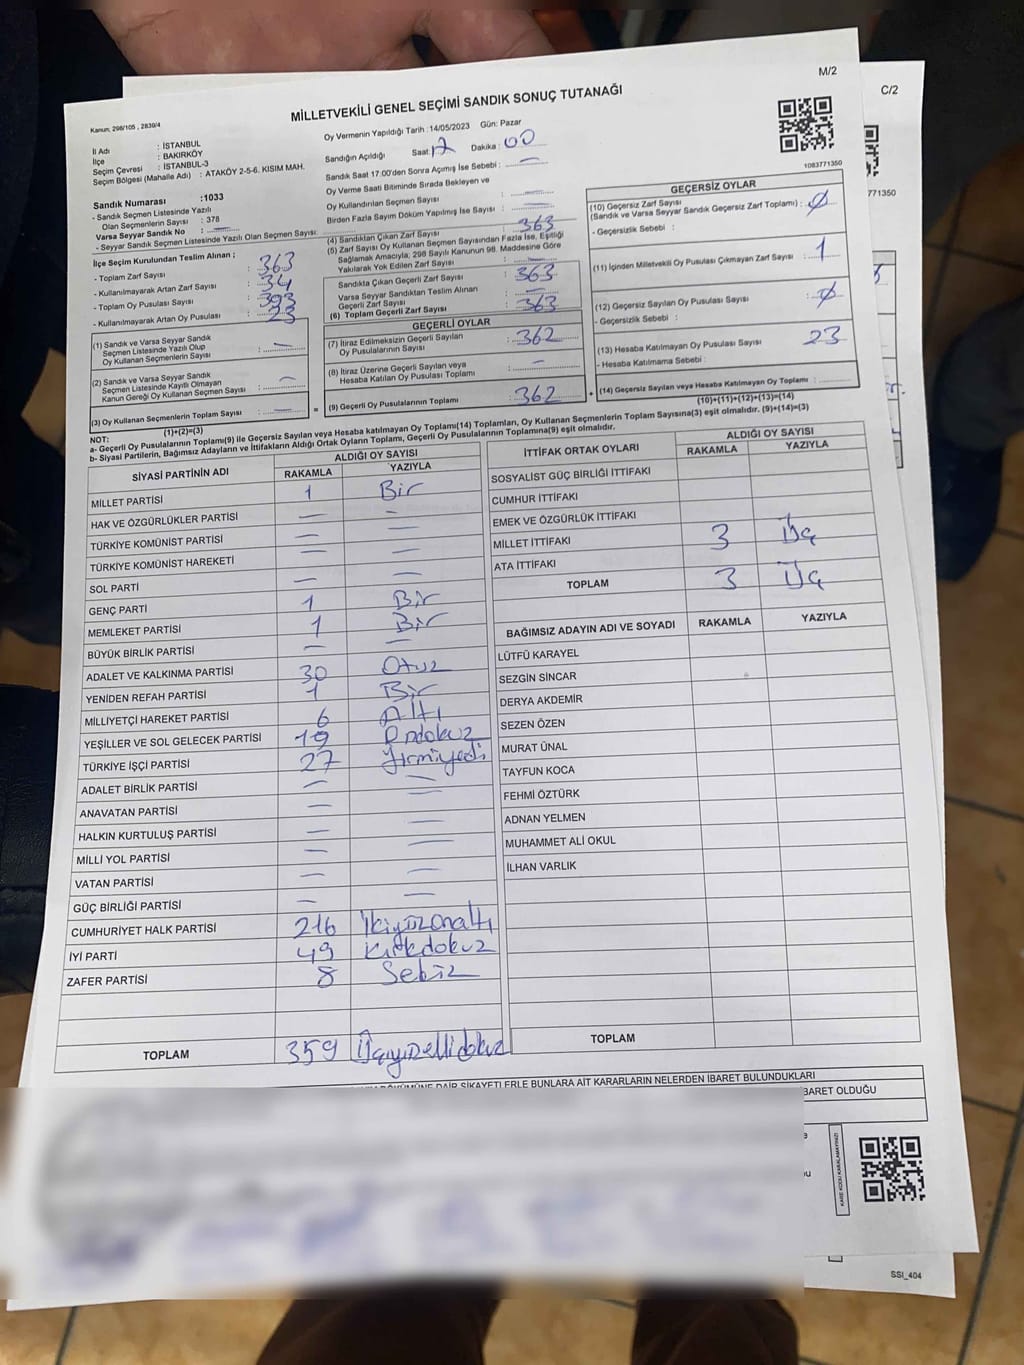 M/2
C/2
MİLLETVEKİLİ GENEL SEÇİMİ SANDIK SONUÇ TUTANAĞI
Kanun: 298/105 , 2839/4
İl Adı : İSTANBUL
İlçe : BAKIRKÖY
Seçim Çevresi : İSTANBUL-3
Seçim Bölgesi (Mahalle Adı) : ATAKÖY 2-5-6. KISIM MAH.
Oy Vermenin Yapıldığı Tarih :14/05/2023 Gün: Pazar
Sandığın Açıldığı Saat: 17 Dakika : 00
Sandık Saat 17:00'den Sonra Açımış İse Sebebi : —
Oy Verme Saati Bitiminde Sırada Bekleyen ve
Oy Kullandırılan Seçmen Sayısı : —
Birden Fazla Sayım Döküm Yapılmış İse Sayısı : —
1083771350
771350
Sandık Numarası :1033
- Sandık Seçmen Listesinde Yazılı
Olan Seçmenlerin Sayısı : 378
Varsa Seyyar Sandık No : —
- Seyyar Sandık Seçmen Listesinde Yazılı Olan Seçmen Sayısı:
İlçe Seçim Kurulundan Teslim Alınan ;
- Toplam Zarf Sayısı : 363
- Kullanılmayarak Artan Zarf Sayısı : 34
- Toplam Oy Pusulası Sayısı : 393
- Kullanılmayarak Artan Oy Pusulası : 23
(1) Sandık ve Varsa Seyyar Sandık
Seçmen Listesinde Yazılı Olup
Oy Kullanan Seçmenlerin Sayısı : —
(2) Sandık ve Varsa Seyyar Sandık
Seçmen Listesinde Kayıtlı Olmayan
Kanun Gereği Oy Kullanan Seçmen Sayısı : —
(3) Oy Kullanan Seçmenlerin Toplam Sayısı : —
(1)+(2)=(3)
(4) Sandıktan Çıkan Zarf Sayısı : 363
(5) Zarf Sayısı Oy Kullanan Seçmen Sayısından Fazla İse, Eşitliği
Sağlamak Amacıyla, 298 Sayılı Kanunun 98. Maddesine Göre
Yakılarak Yok Edilen Zarf Sayısı : —
Sandıkta Çıkan Geçerli Zarf Sayısı : 363
Varsa Seyyar Sandıktan Teslim Alınan
Geçerli Zarf Sayısı : —
(6) Toplam Geçerli Zarf Sayısı : 363
GEÇERLİ OYLAR
(7) İtiraz Edilmeksizin Geçerli Sayılan
Oy Pusulalarının Sayısı : 362
(8) İtiraz Üzerine Geçerli Sayılan veya
Hesaba Katılan Oy Pusulası Toplamı : —
= (9) Geçerli Oy Pusulalarının Toplamı : 362
GEÇERSİZ OYLAR
(10) Geçersiz Zarf Sayısı
(Sandık ve Varsa Seyyar Sandık Geçersiz Zarf Toplamı) : Ø
- Geçersizlik Sebebi :
(11) İçinden Milletvekili Oy Pusulası Çıkmayan Zarf Sayısı : 1
(12) Geçersiz Sayılan Oy Pusulası Sayısı : Ø
- Geçersizlik Sebebi :
(13) Hesaba Katılmayan Oy Pusulası Sayısı : 23
- Hesaba Katılmama Sebebi :
+ (14) Geçersiz Sayılan veya Hesaba Katılmayan Oy Toplamı :
(10)+(11)+(12)+(13)=(14)
NOT:
a- Geçerli Oy Pusulalarının Toplamı(9) ile Geçersiz Sayılan veya Hesaba katılmayan Oy Toplamı(14) Toplamları, Oy Kullanan Seçmenlerin Toplam Sayısına(3) eşit olmalıdır. (9)+(14)=(3)
b- Siyasi Partilerin, Bağımsız Adayların ve İttifakların Aldığı Ortak Oyların Toplamı, Geçerli Oy Pusulalarının Toplamına(9) eşit olmalıdır.
SİYASİ PARTİNİN ADI ALDIĞI OY SAYISI
RAKAMLA YAZIYLA
MİLLET PARTİSİ 1 Bir
HAK VE ÖZGÜRLÜKLER PARTİSİ — —
TÜRKİYE KOMÜNİST PARTİSİ — —
TÜRKİYE KOMÜNİST HAREKETİ — —
SOL PARTİ — —
GENÇ PARTİ 1 Bir
MEMLEKET PARTİSİ 1 Bir
BÜYÜK BİRLİK PARTİSİ — —
ADALET VE KALKINMA PARTİSİ 30 Otuz
YENİDEN REFAH PARTİSİ 1 Bir
MİLLİYETÇİ HAREKET PARTİSİ 6 Altı
YEŞİLLER VE SOL GELECEK PARTİSİ 19 Ondokuz
TÜRKİYE İŞÇİ PARTİSİ 27 Yirmiyedi
ADALET BİRLİK PARTİSİ — —
ANAVATAN PARTİSİ — —
HALKIN KURTULUŞ PARTİSİ — —
MİLLİ YOL PARTİSİ — —
VATAN PARTİSİ — —
GÜÇ BİRLİĞİ PARTİSİ — —
CUMHURİYET HALK PARTİSİ 216 İkiyüzonaltı
İYİ PARTİ 49 Kırkdokuz
ZAFER PARTİSİ 8 Sekiz
TOPLAM 359 Üçyüzellidokuz
İTTİFAK ORTAK OYLARI ALDIĞI OY SAYISI
RAKAMLA YAZIYLA
SOSYALİST GÜÇ BİRLİĞİ İTTİFAKI
CUMHUR İTTİFAKI
EMEK VE ÖZGÜRLÜK İTTİFAKI
MİLLET İTTİFAKI 3 Üç
ATA İTTİFAKI
TOPLAM 3 Üç
BAĞIMSIZ ADAYIN ADI VE SOYADI RAKAMLA YAZIYLA
LÜTFÜ KARAYEL
SEZGİN SİNCAR
DERYA AKDEMİR
SEZEN ÖZEN
MURAT ÜNAL
TAYFUN KOCA
FEHMİ ÖZTÜRK
ADNAN YELMEN
MUHAMMET ALİ OKUL
İLHAN VARLIK
TOPLAM
DÖKÜMÜNE DAİR ŞİKAYETLERLE BUNLARA AİT KARARLARIN NELERDEN İBARET BULUNDUKLARI
BARET OLDUĞU
KARE KODU KARALAMAYINIZ!
SSI_404